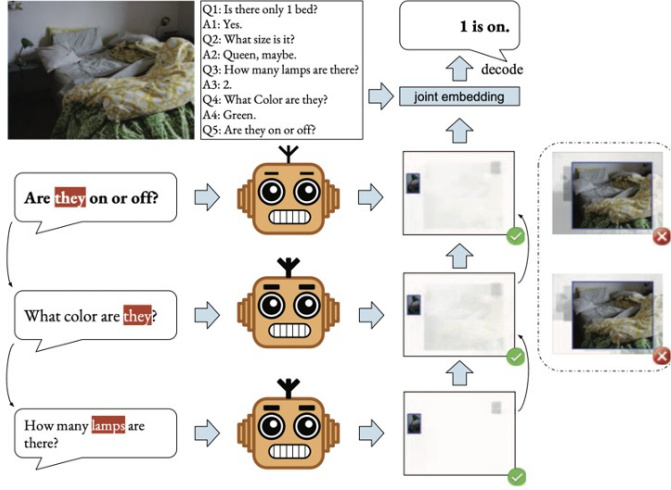 Q1: Is there only 1 bed?
A1: Yes.
Q2: What size is it?
A2: Queen, maybe.
Q3: How many lamps are there?
A3: 2.
Q4: What Color are they?
A4: Green.
Q5: Are they on or off?
1 is on.
decode
joint embedding
Are they on or off?
What color are they?
How many lamps are
there?